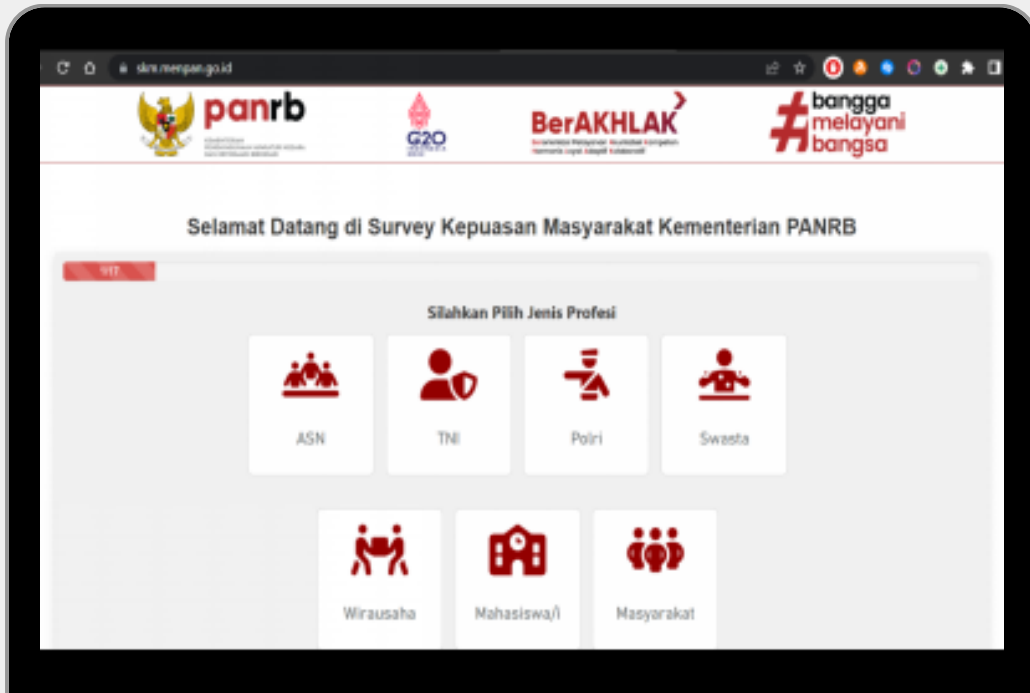 skm.menpan.go.id
panrb
G20
BerAKHLAK
# bangga
melayani
bangsa
Selamat Datang di Survey Kepuasan Masyarakat Kementerian PANRB
Silahkan Pilih Jenis Profesi
ASN
TNI
Polri
Swasta
Wirausaha
Mahasiswa/i
Masyarakat